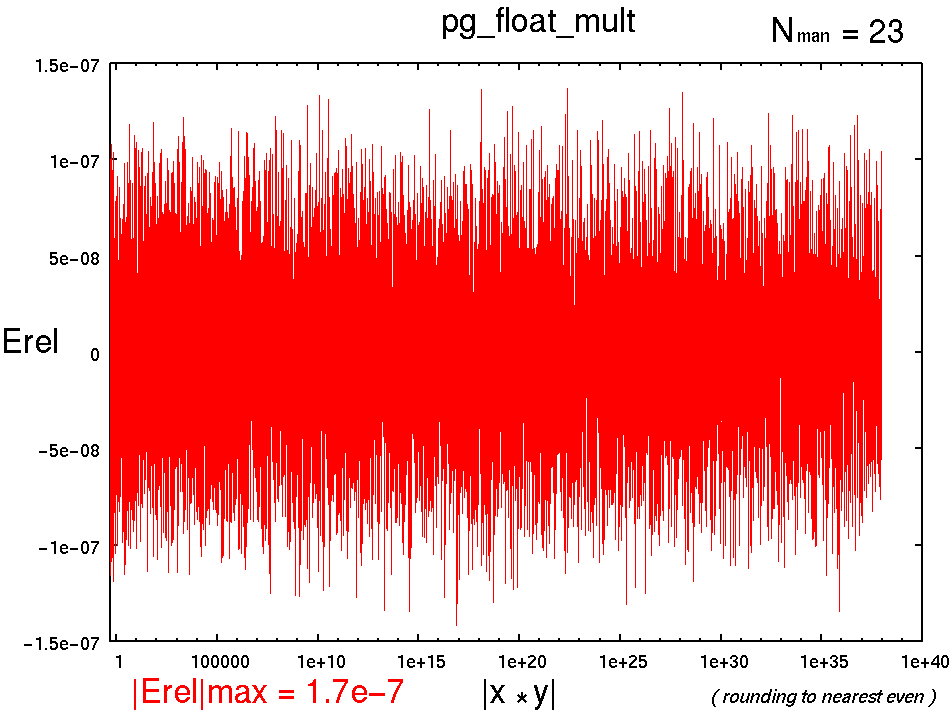 pg_float_mult
Nman = 23
1.5e-07
1e-07
5e-08
Erel
0
-5e-08
-1e-07
-1.5e-07
1 100000 1e+10 1e+15 1e+20 1e+25 1e+30 1e+35 1e+40
|Erel|max = 1.7e-7 |x * y| ( rounding to nearest even )